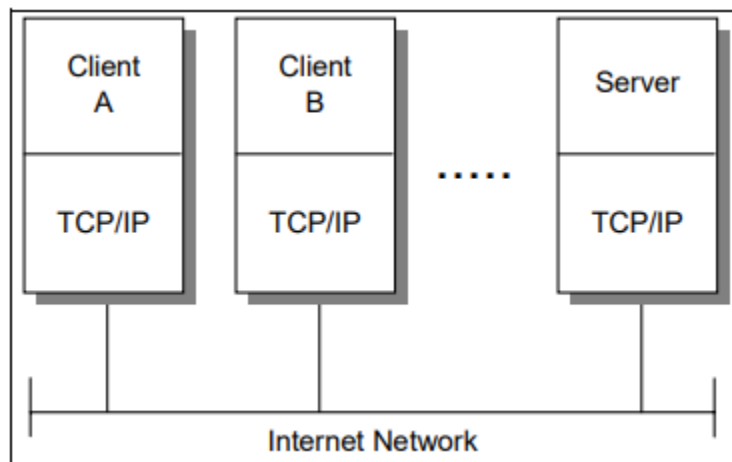 Client
A
Client
B
.....
Server
TCP/IP
TCP/IP
TCP/IP
Internet Network